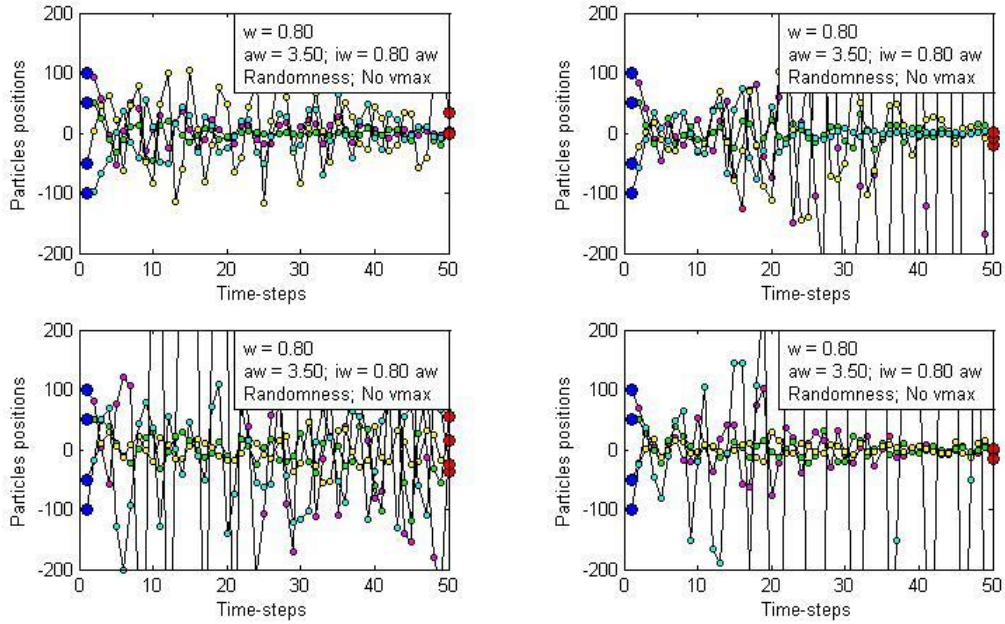 200
100
0
-100
-200
Particles positions
w = 0.80
aw = 3.50; iw = 0.80 aw
Randomness; No vmax
0 10 20 30 40 50
Time-steps
200
100
0
-100
-200
Particles positions
w = 0.80
aw = 3.50; iw = 0.80 aw
Randomness; No vmax
0 10 20 30 40 50
Time-steps
200
100
0
-100
-200
Particles positions
w = 0.80
aw = 3.50; iw = 0.80 aw
Randomness; No vmax
0 10 20 30 40 50
Time-steps
200
100
0
-100
-200
Particles positions
w = 0.80
aw = 3.50; iw = 0.80 aw
Randomness; No vmax
0 10 20 30 40 50
Time-steps